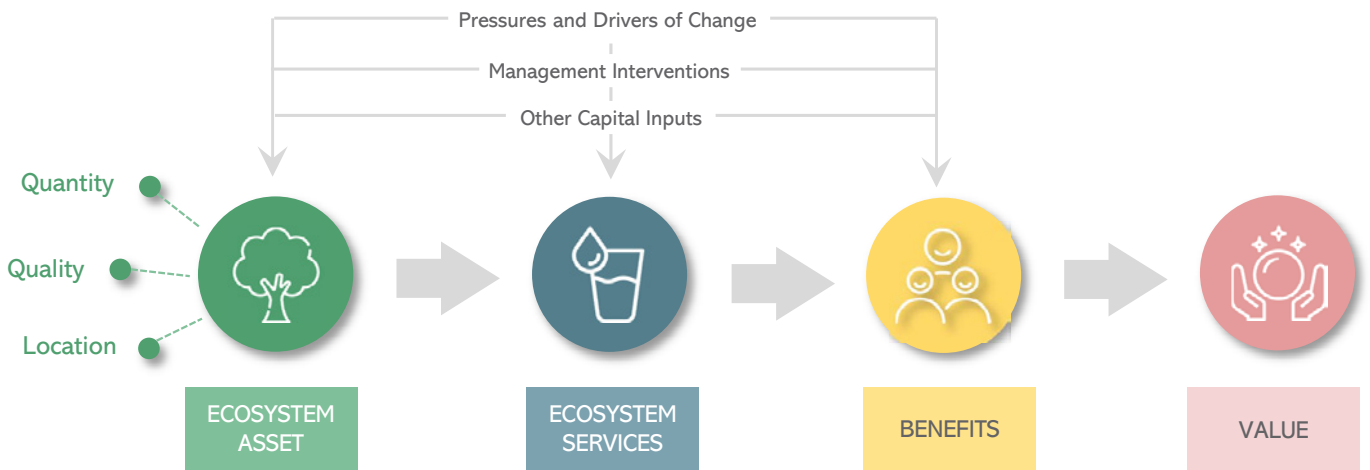 Pressures and Drivers of Change
Management Interventions
Other Capital Inputs
Quantity
Quality
Location
ECOSYSTEM
ASSET
ECOSYSTEM
SERVICES
BENEFITS
VALUE